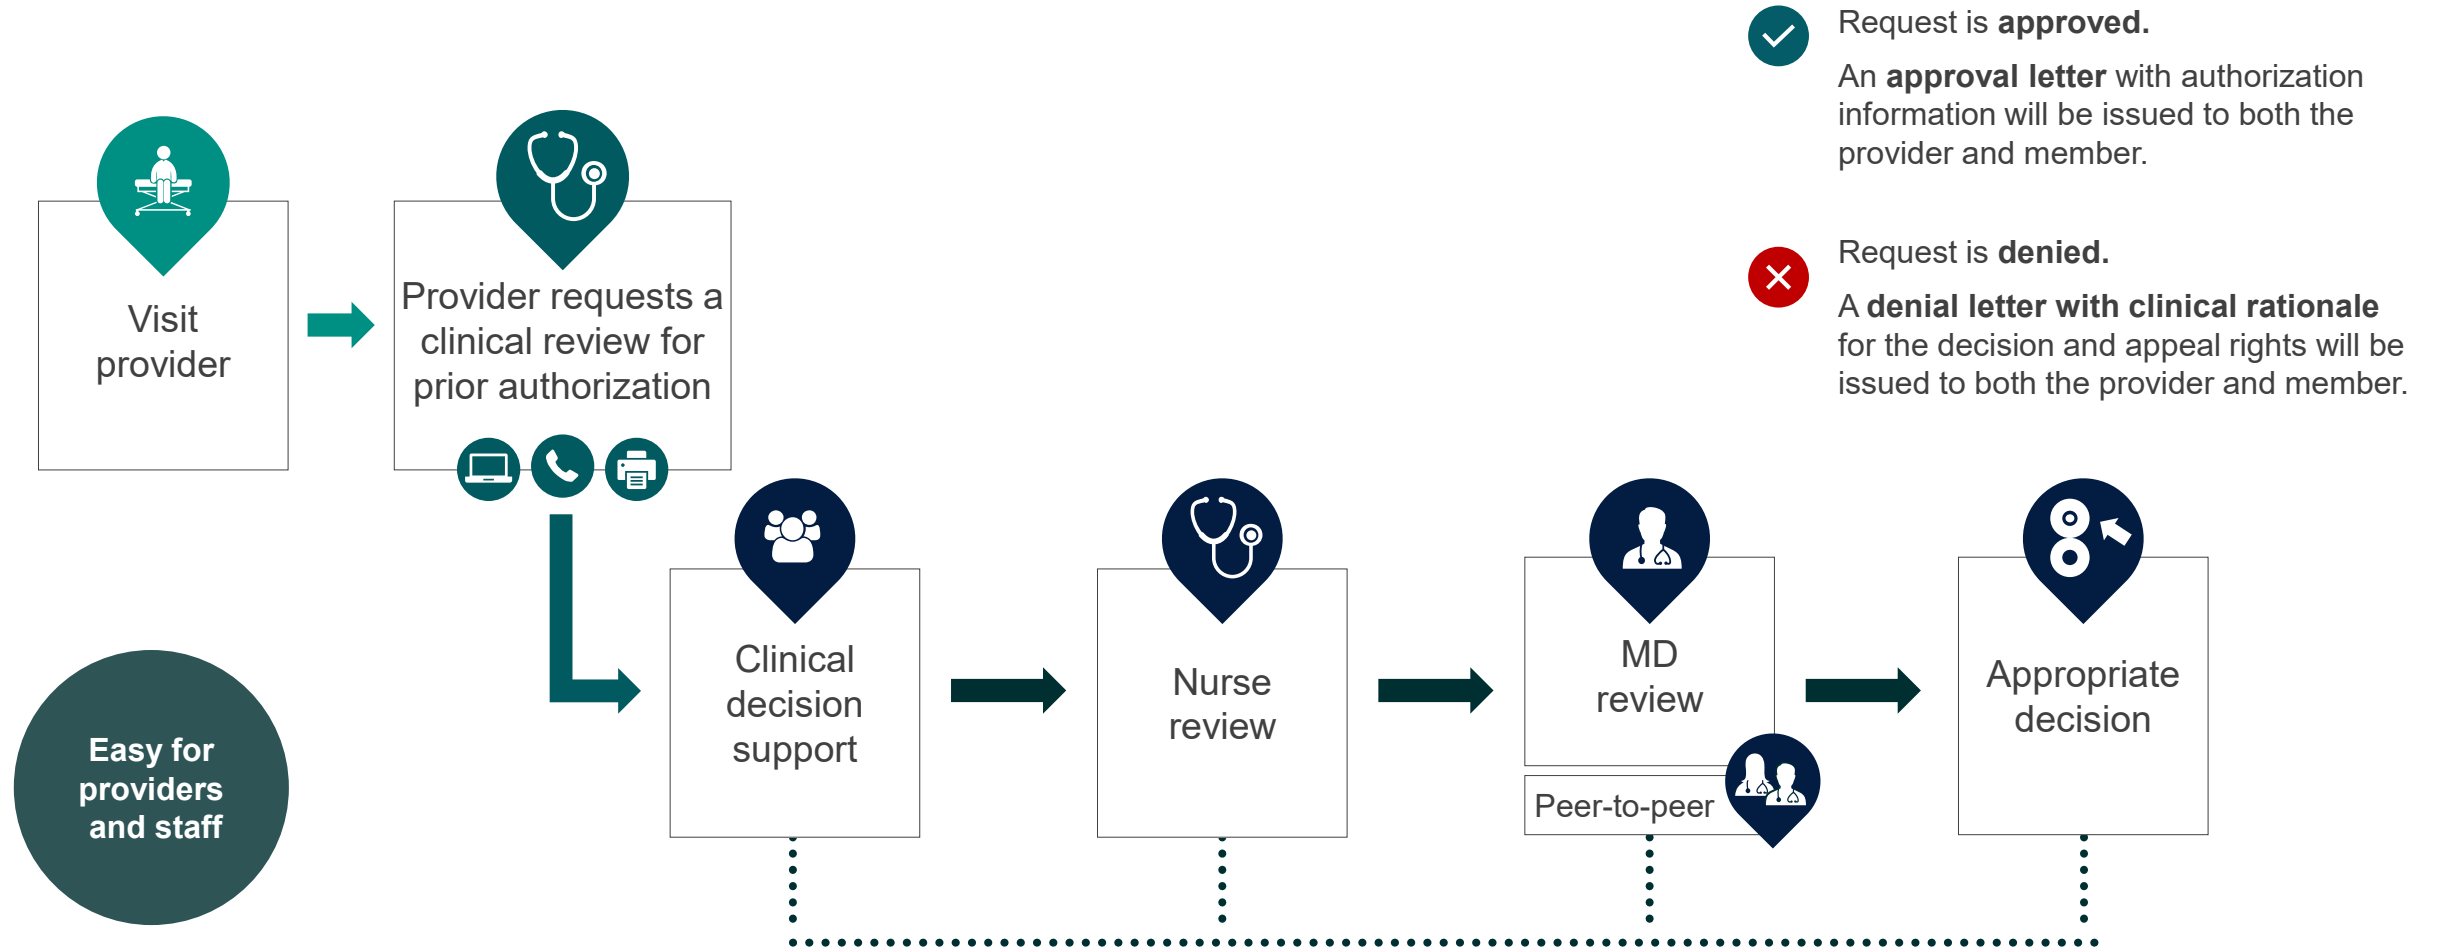 Request is approved.
An approval letter with authorization
information will be issued to both the
provider and member.
Request is denied.
A denial letter with clinical rationale
for the decision and appeal rights will be
issued to both the provider and member.
Visit
provider
Provider requests a
clinical review for
prior authorization
Clinical
decision
support
Nurse
review
MD
review
Peer-to-peer
Appropriate
decision
Easy for
providers
and staff